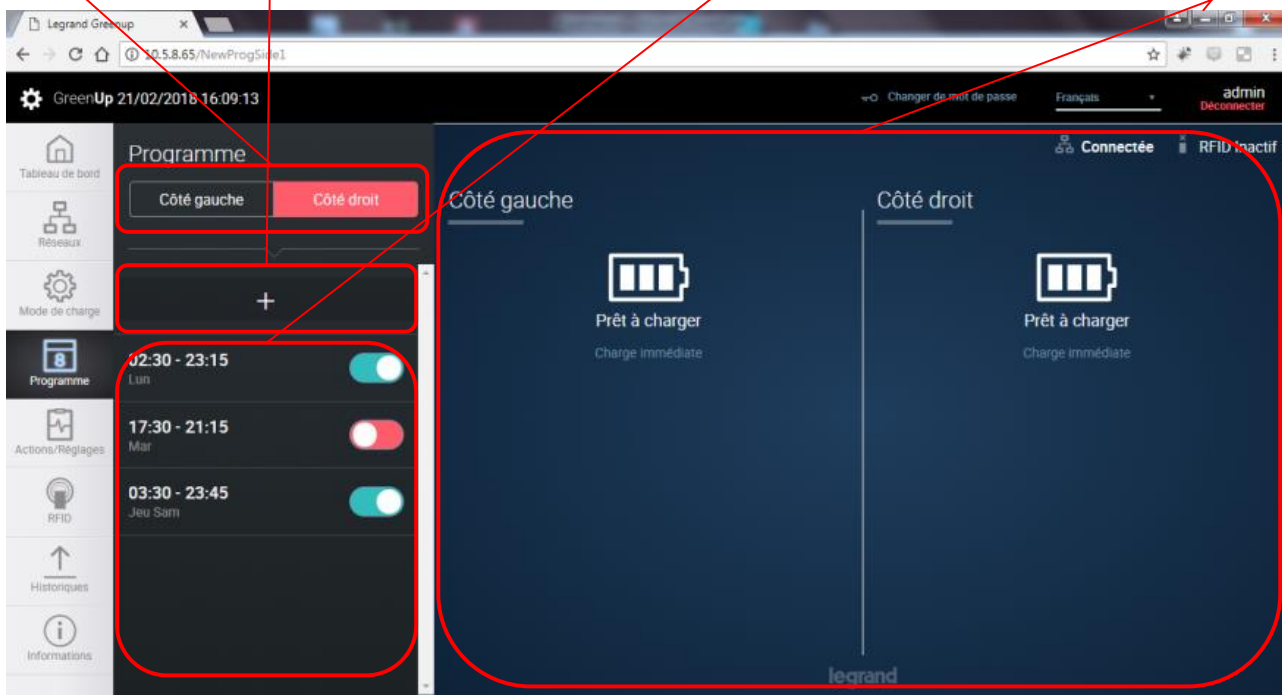 Legrand Greenup
10.5.8.65/NewProgSide1
GreenUp 21/02/2018 16:09:13
Changer de mot de passe
Français
admin
Déconnecter
Tableau de bord
Réseaux
Mode de charge
8
Programme
Actions/Réglages
RFID
Historiques
Informations
Programme
Côté gauche
Côté droit
+
02:30 - 23:15
Lun
17:30 - 21:15
Mar
03:30 - 23:45
Jeu Sam
Connectée
RFID Inactif
Côté gauche
Prêt à charger
Charge immédiate
Côté droit
Prêt à charger
Charge immédiate
legrand